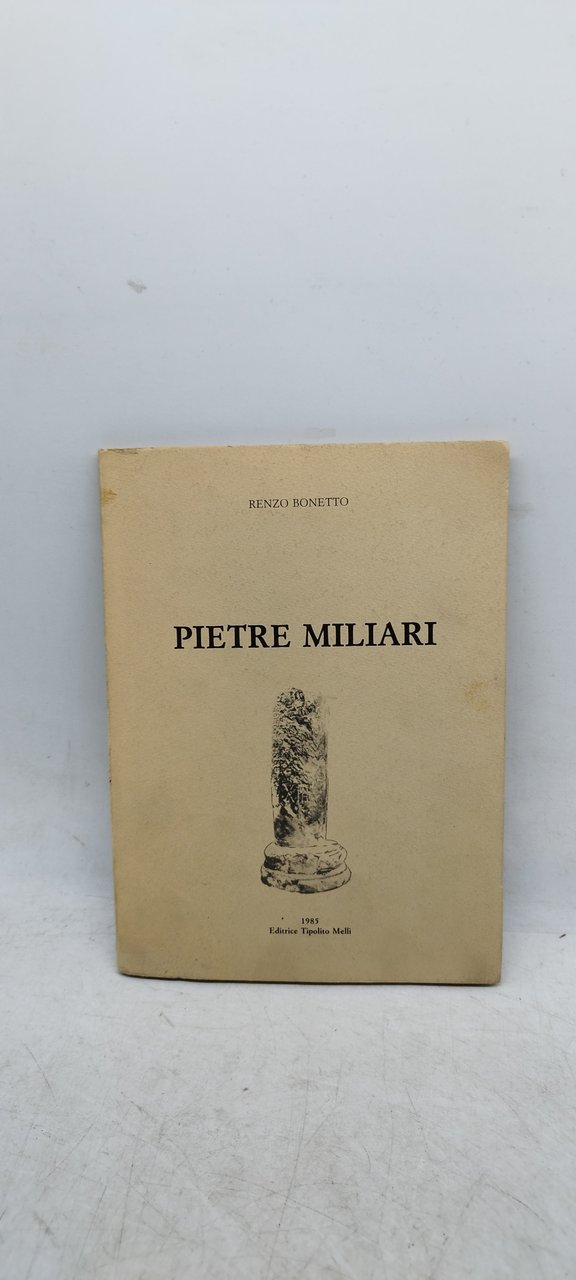 RENZO BONETTO
PIETRE MILIARI
1985
Editrice Tipolito Melli